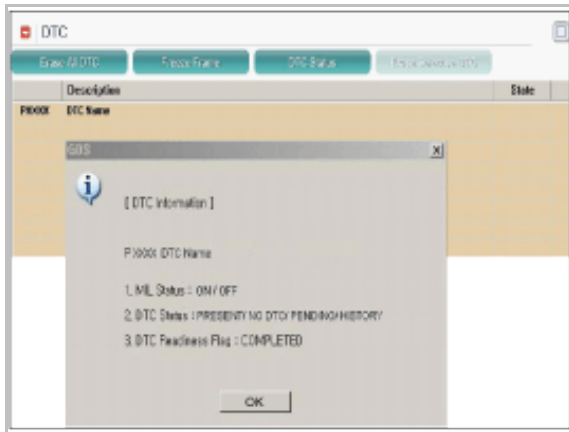 DTC
Erase All DTC Freeze Frame DTC Status
Description State
PXXXX DTC Name
GDS
[ DTC Information ]
PXXXX DTC Name
1. MIL Status : ON / OFF
2. DTC Status : PRESENT/ NO DTC/ PENDING/HISTORY
3. DTC Readiness Flag : COMPLETED
OK